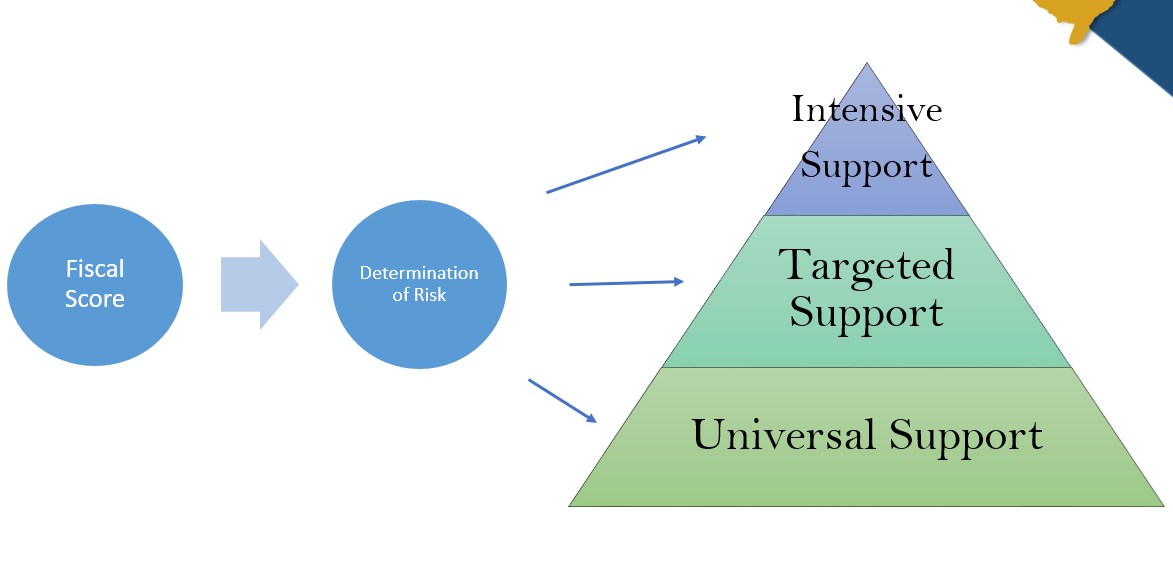 Fiscal
Score
Determination
of Risk
Intensive
Support
Targeted
Support
Universal Support